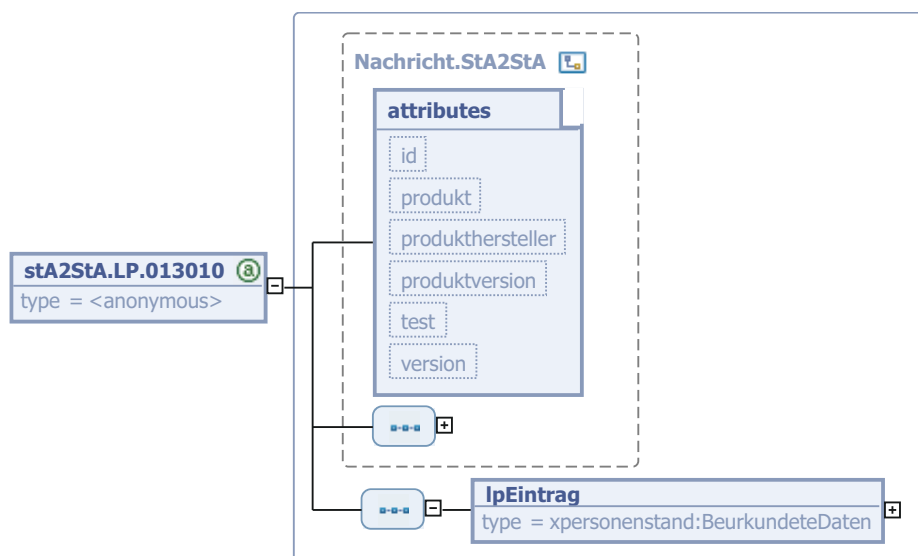 Nachricht.StA2StA
attributes
id
produkt
produkthersteller
produktversion
test
version
stA2StA.LP.013010 a
type = <anonymous>
lpEintrag
type = xpersonenstand:BeurkundeteDaten